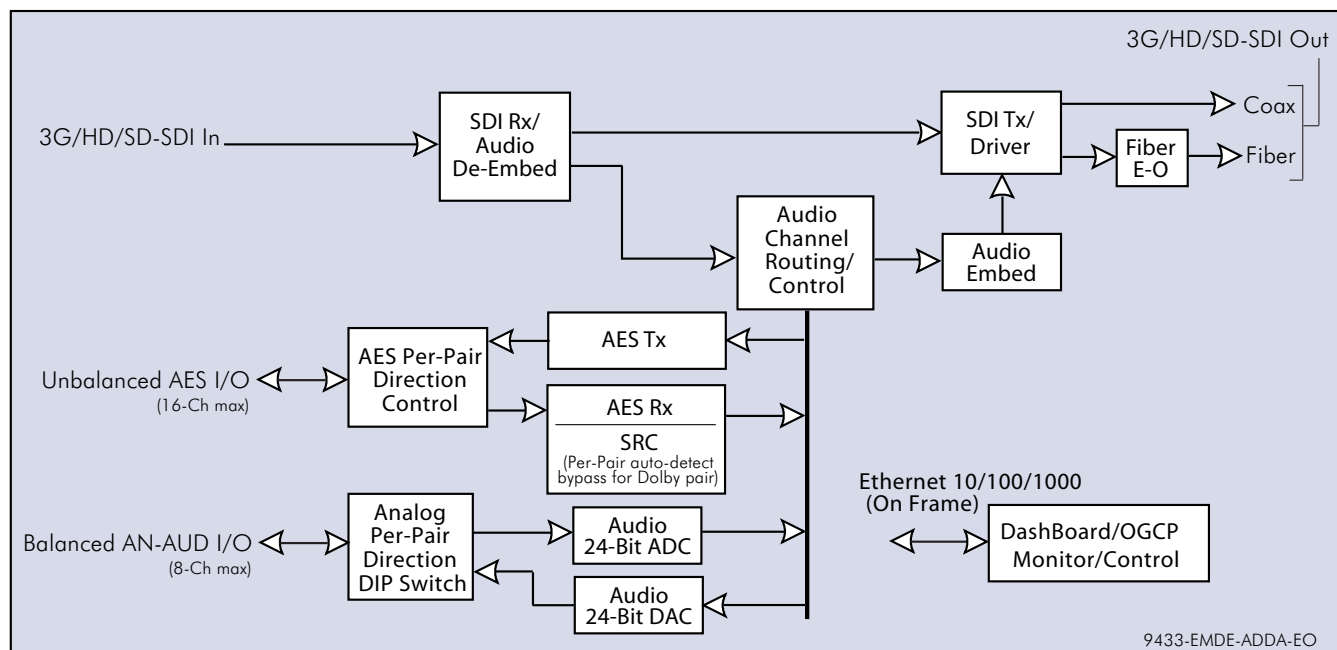 3G/HD/SD-SDI Out
3G/HD/SD-SDI In
SDI Rx/
Audio
De-Embed
SDI Tx/
Driver
Coax
Fiber
E-O
Fiber
Audio
Channel
Routing/
Control
Audio
Embed
Unbalanced AES I/O
(16-Ch max)
AES Per-Pair
Direction
Control
AES Tx
AES Rx
SRC
(Per-Pair auto-detect
bypass for Dolby pair)
Balanced AN-AUD I/O
(8-Ch max)
Analog
Per-Pair
Direction
DIP Switch
Audio
24-Bit ADC
Audio
24-Bit DAC
Ethernet 10/100/1000
(On Frame)
DashBoard/OGCP
Monitor/Control
9433-EMDE-ADDA-EO